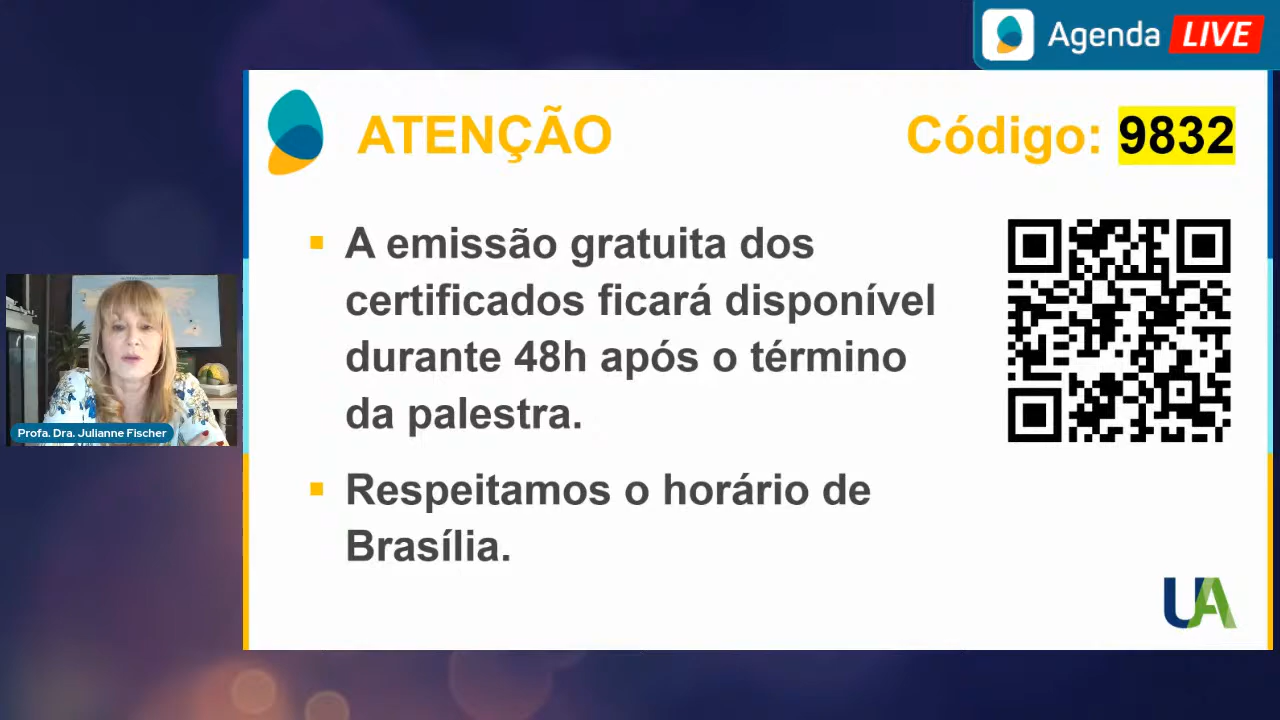 Agenda LIVE
ATENÇÃO
Código: 9832
A emissão gratuita dos
certificados ficará disponível
durante 48h após o término
da palestra.
Respeitamos o horário de
Brasília.
Profa. Dra. Julianne Fischer
UA